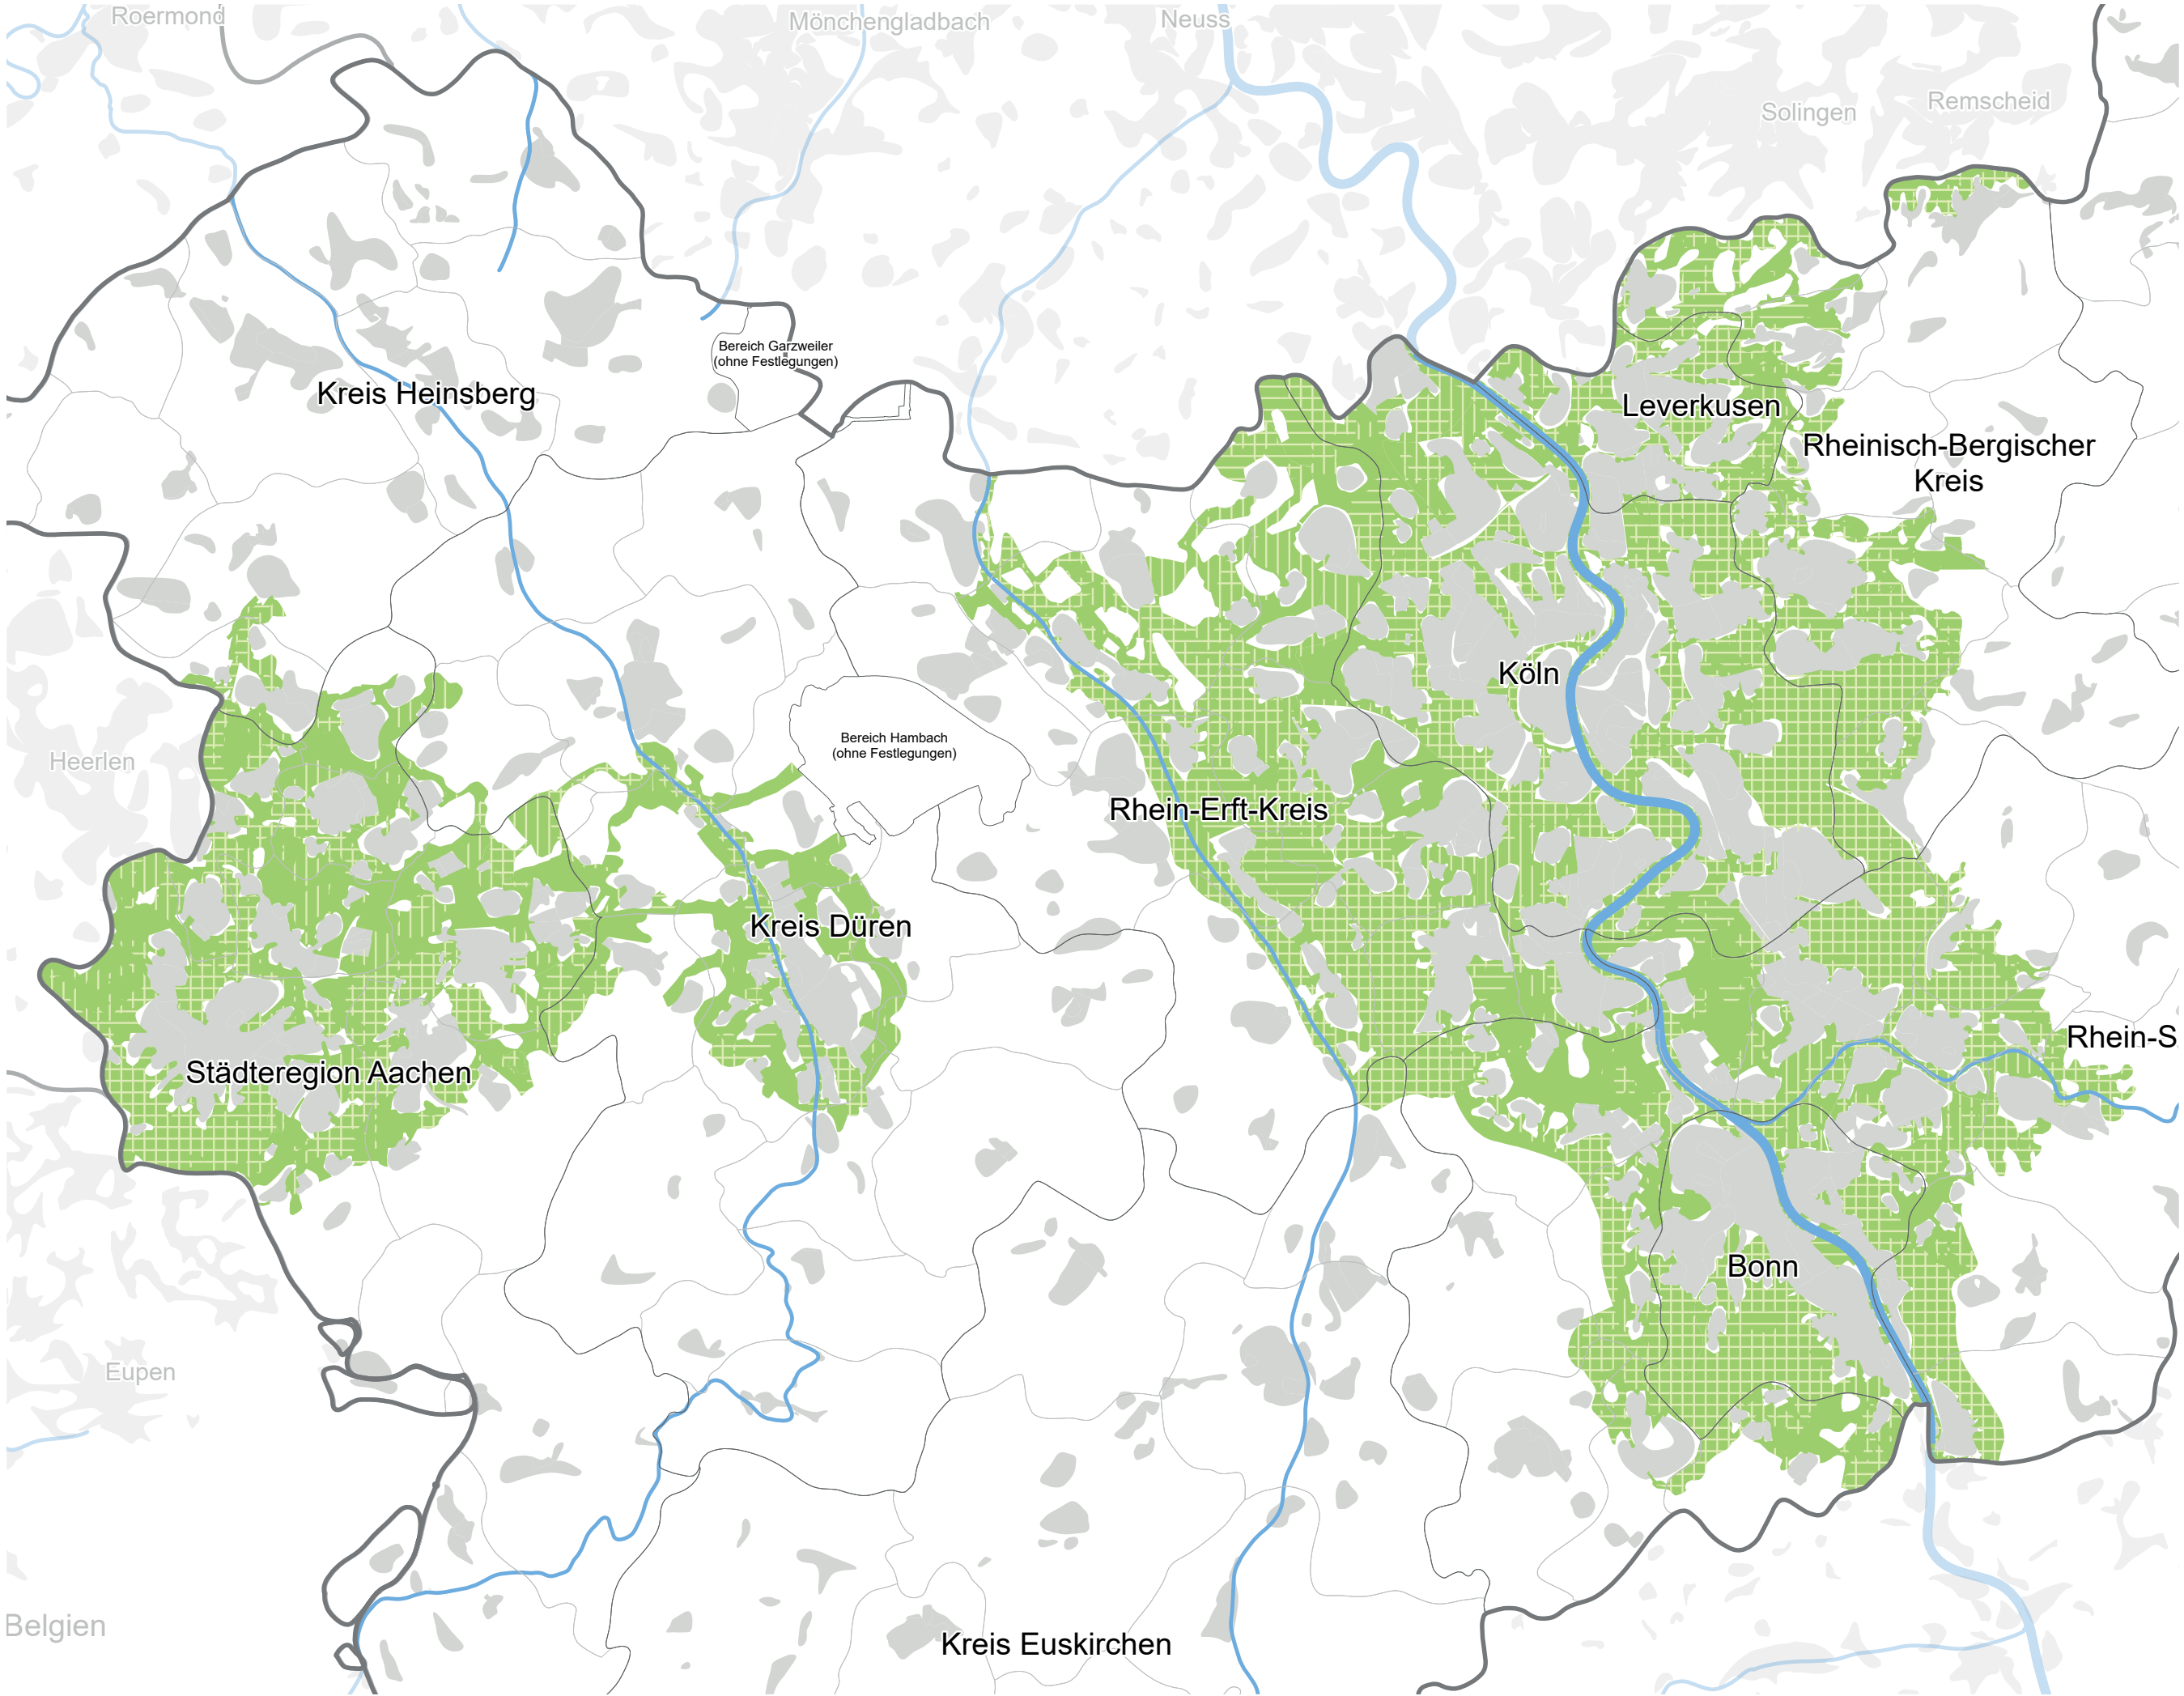 Roermond
Mönchengladbach
Neuss
Solingen
Remscheid
Bereich Garzweiler
(ohne Festlegungen)
Kreis Heinsberg
Leverkusen
Rheinisch-Bergischer
Kreis
Köln
Heerlen
Bereich Hambach
(ohne Festlegungen)
Rhein-Erft-Kreis
Kreis Düren
Städteregion Aachen
Rhein-S
Bonn
Eupen
Belgien
Kreis Euskirchen